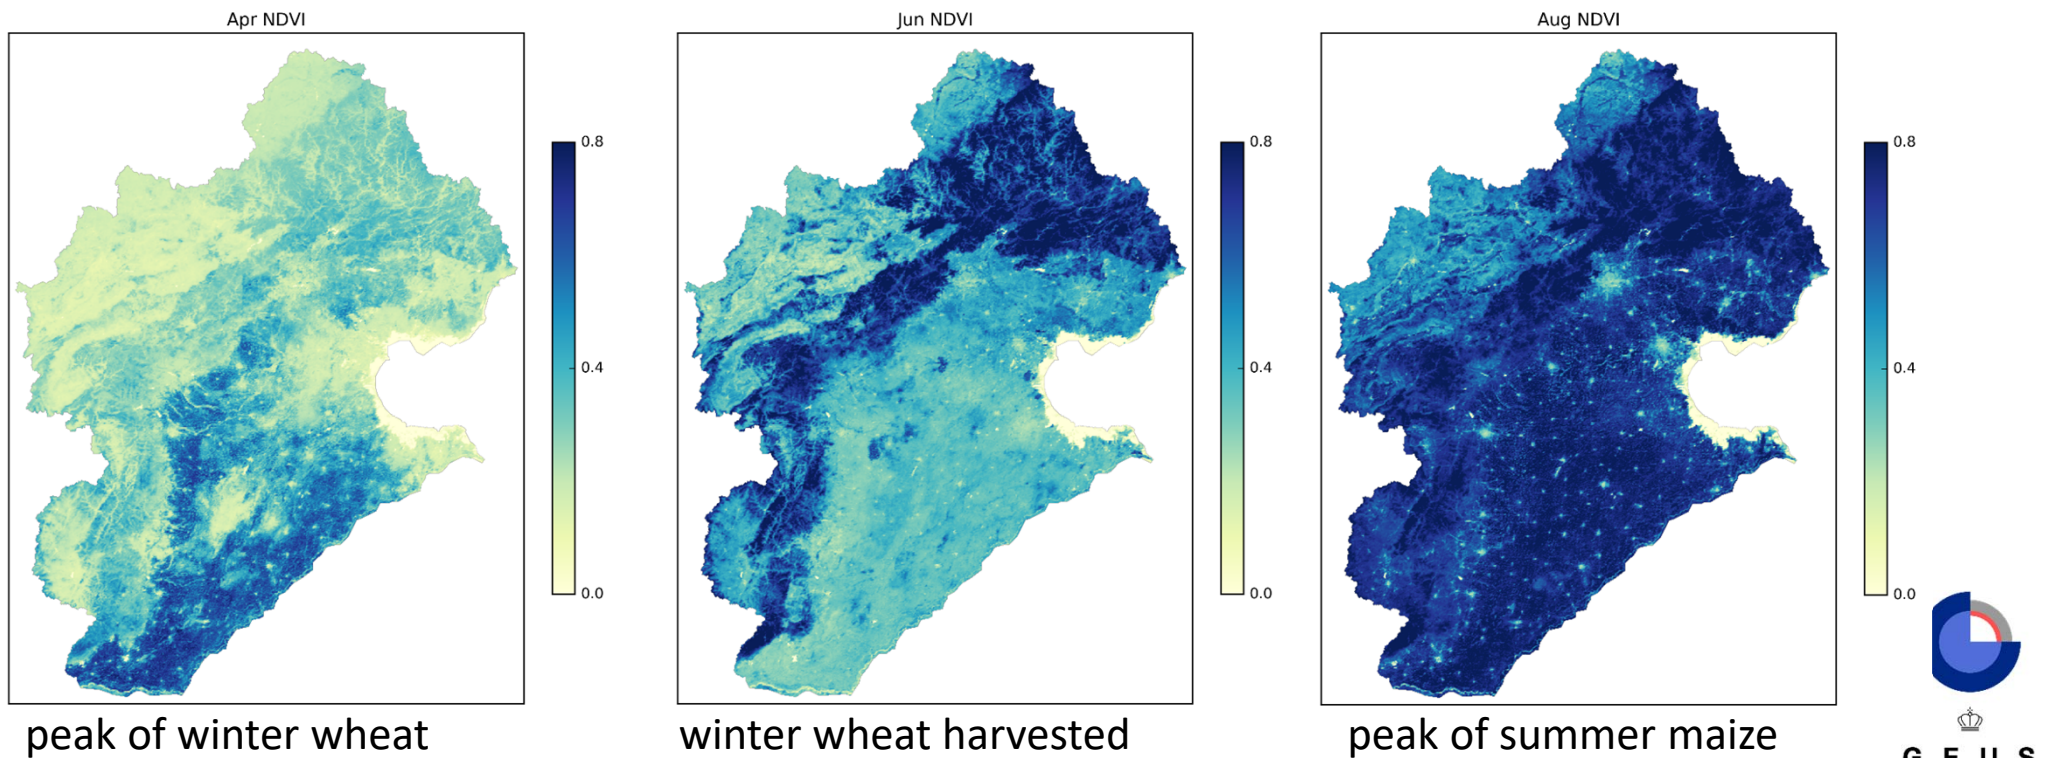 Apr NDVI
Jun NDVI
Aug NDVI
0.8
0.4
0.0
0.8
0.4
0.0
0.8
0.4
0.0
peak of winter wheat
winter wheat harvested
peak of summer maize
G E U S